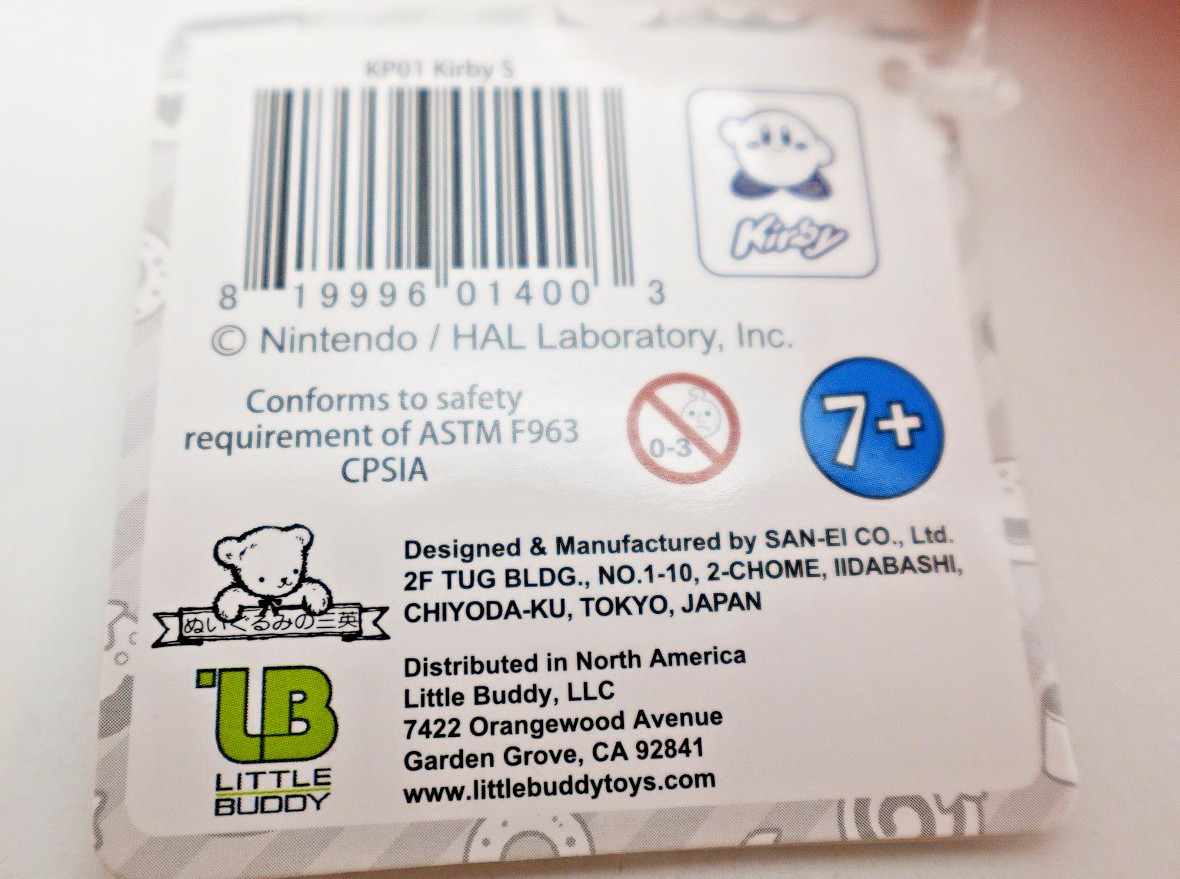 KP01 Kirby S
8 19996 01400 3
Kirby
© Nintendo / HAL Laboratory, Inc.
Conforms to safety
requirement of ASTM F963
CPSIA
0-3
7+
Designed & Manufactured by SAN-EI CO., Ltd.
2F TUG BLDG., NO.1-10, 2-CHOME, IIDABASHI,
CHIYODA-KU, TOKYO, JAPAN
ぬいぐるみの三英
Distributed in North America
Little Buddy, LLC
7422 Orangewood Avenue
Garden Grove, CA 92841
www.littlebuddytoys.com
LB
LITTLE
BUDDY